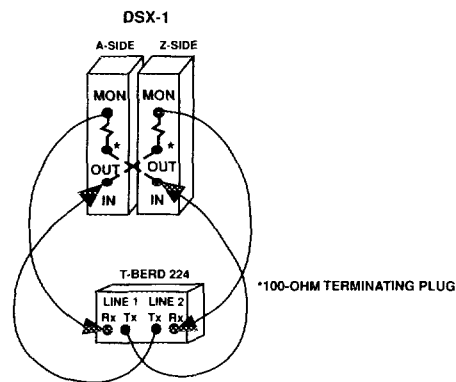 DSX-1
A-SIDE Z-SIDE
MON MON
* *
OUT OUT
IN IN
T-BERD 224
*100-OHM TERMINATING PLUG
LINE 1 LINE 2
Rx Tx Tx Rx